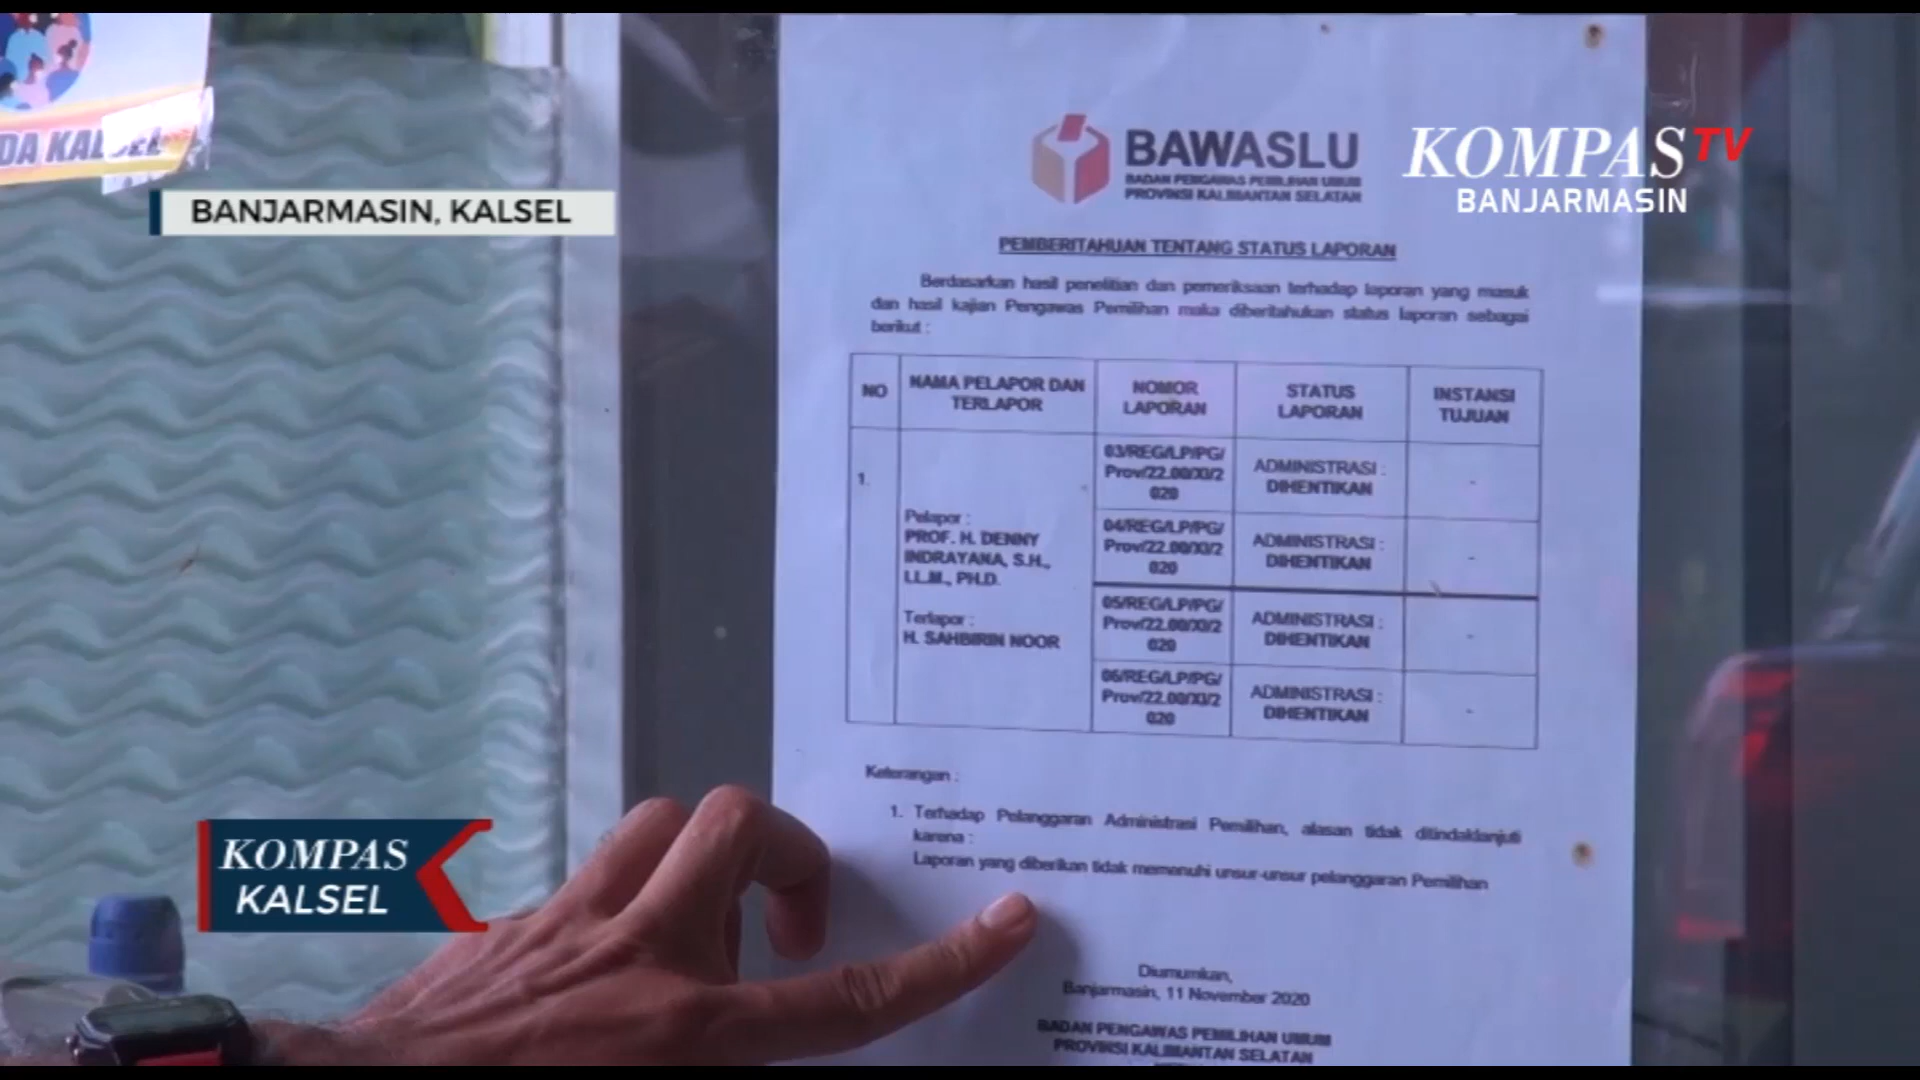 DA KALSEL
BANJARMASIN, KALSEL
KOMPAS TV
BANJARMASIN
BAWASLU
BADAN PENGAWAS PEMILIHAN UMUM
PROVINSI KALIMANTAN SELATAN
PEMBERITAHUAN TENTANG STATUS LAPORAN
Berdasarkan hasil penelitian dan pemeriksaan terhadap laporan yang masuk
dan hasil kajian Pengawas Pemilihan maka diberitahukan status laporan sebagai
berikut :
NO
NAMA PELAPOR DAN
TERLAPOR
NOMOR
LAPORAN
STATUS
LAPORAN
INSTANSI
TUJUAN
1.
Pelapor :
PROF. H. DENNY
INDRAYANA, S.H.,
LL.M., PH.D.
Terlapor :
H. SAHBIRIN NOOR
03/REG/LP/PG/
Prov/22.00/XI/2
020
ADMINISTRASI :
DIHENTIKAN
-
04/REG/LP/PG/
Prov/22.00/XI/2
020
ADMINISTRASI :
DIHENTIKAN
-
05/REG/LP/PG/
Prov/22.00/XI/2
020
ADMINISTRASI :
DIHENTIKAN
-
06/REG/LP/PG/
Prov/22.00/XI/2
020
ADMINISTRASI :
DIHENTIKAN
-
Keterangan :
1. Terhadap Pelanggaran Administrasi Pemilihan, alasan tidak ditindaklanjuti
karena :
Laporan yang diberikan tidak memenuhi unsur-unsur pelanggaran Pemilihan
Diumumkan,
Banjarmasin, 11 November 2020
BADAN PENGAWAS PEMILIHAN UMUM
PROVINSI KALIMANTAN SELATAN
KOMPAS
KALSEL